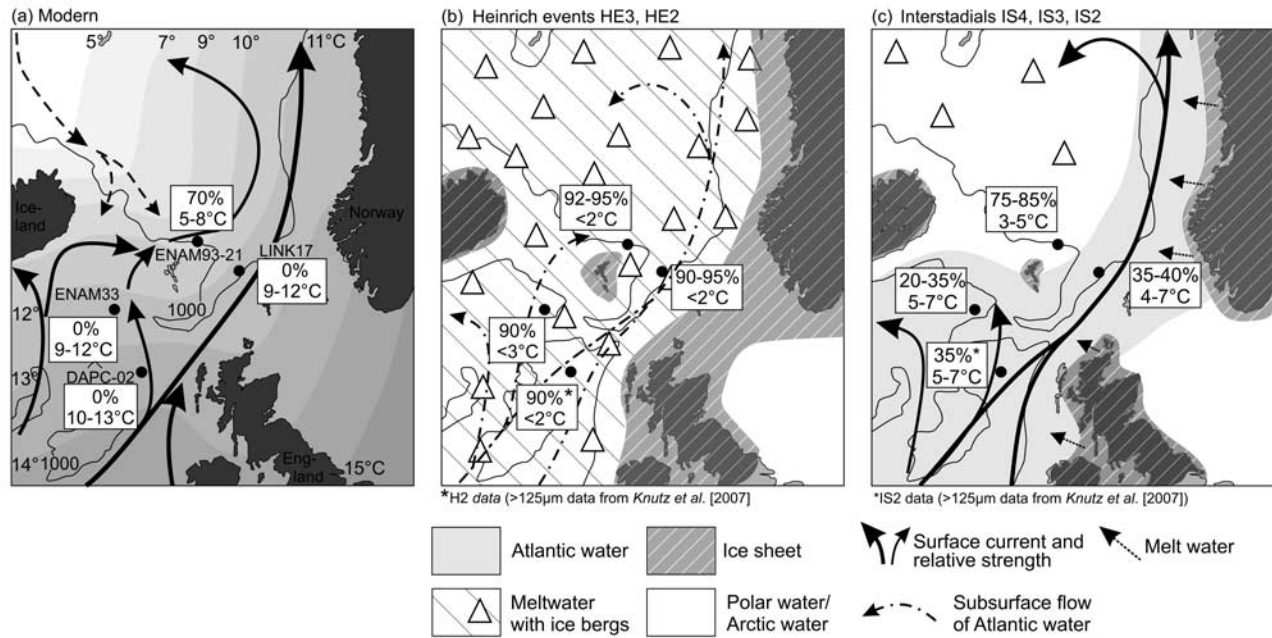 (a) Modern
5°
7°
9°
10°
11°C
Ice-
land
70%
5-8°C
Norway
ENAM93-21
LINK17
0%
9-12°C
ENAM33
1000
12°
0%
9-12°C
13°
DAPC-02
0%
10-13°C
14°
1000
Eng-
land
15°C
(b) Heinrich events HE3, HE2
92-95%
<2°C
90-95%
<2°C
90%
<3°C
90%*
<2°C
*H2 data (>125µm data from Knutz et al. [2007]
(c) Interstadials IS4, IS3, IS2
75-85%
3-5°C
20-35%
5-7°C
35-40%
4-7°C
35%*
5-7°C
*IS2 data (>125µm data from Knutz et al. [2007])
Atlantic water
Ice sheet
Surface current and
relative strength
Melt water
Meltwater
with ice bergs
Polar water/
Arctic water
Subsurface flow
of Atlantic water